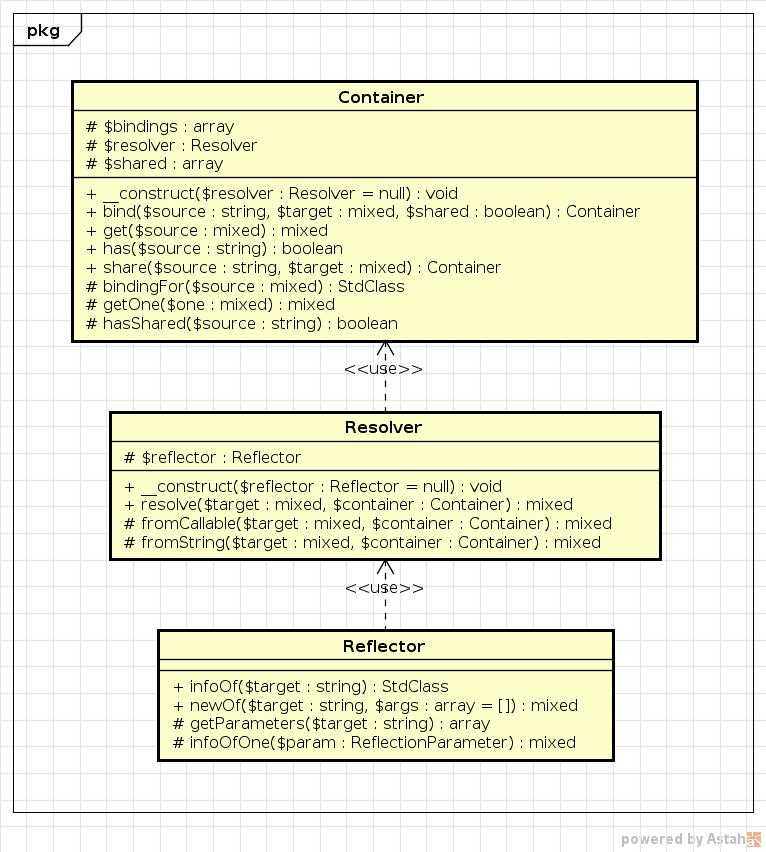 pkg
Container
# $bindings : array
# $resolver : Resolver
# $shared : array
+ __construct($resolver : Resolver = null) : void
+ bind($source : string, $target : mixed, $shared : boolean) : Container
+ get($source : mixed) : mixed
+ has($source : string) : boolean
+ share($source : string, $target : mixed) : Container
# bindingFor($source : mixed) : StdClass
# getOne($one : mixed) : mixed
# hasShared($source : string) : boolean
<<use>>
Resolver
# $reflector : Reflector
+ __construct($reflector : Reflector = null) : void
+ resolve($target : mixed, $container : Container) : mixed
# fromCallable($target : mixed, $container : Container) : mixed
# fromString($target : mixed, $container : Container) : mixed
<<use>>
Reflector
+ infoOf($target : string) : StdClass
+ newOf($target : string, $args : array = []) : mixed
# getParameters($target : string) : array
# infoOfOne($param : ReflectionParameter) : mixed
powered by Astah